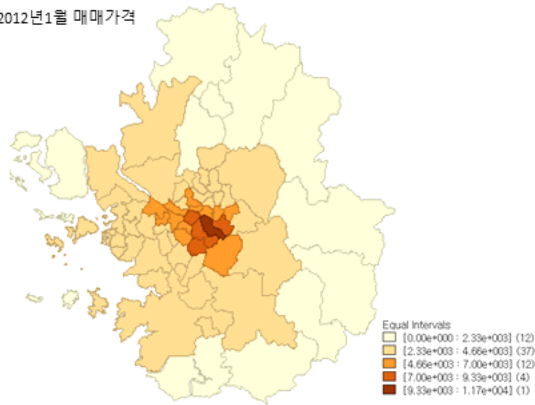 2012년1월 매매가격
Equal Intervals
[0.00e+000 : 2.33e+003] (12)
[2.33e+003 : 4.66e+003] (37)
[4.66e+003 : 7.00e+003] (12)
[7.00e+003 : 9.33e+003] (4)
[9.33e+003 : 1.17e+004] (1)